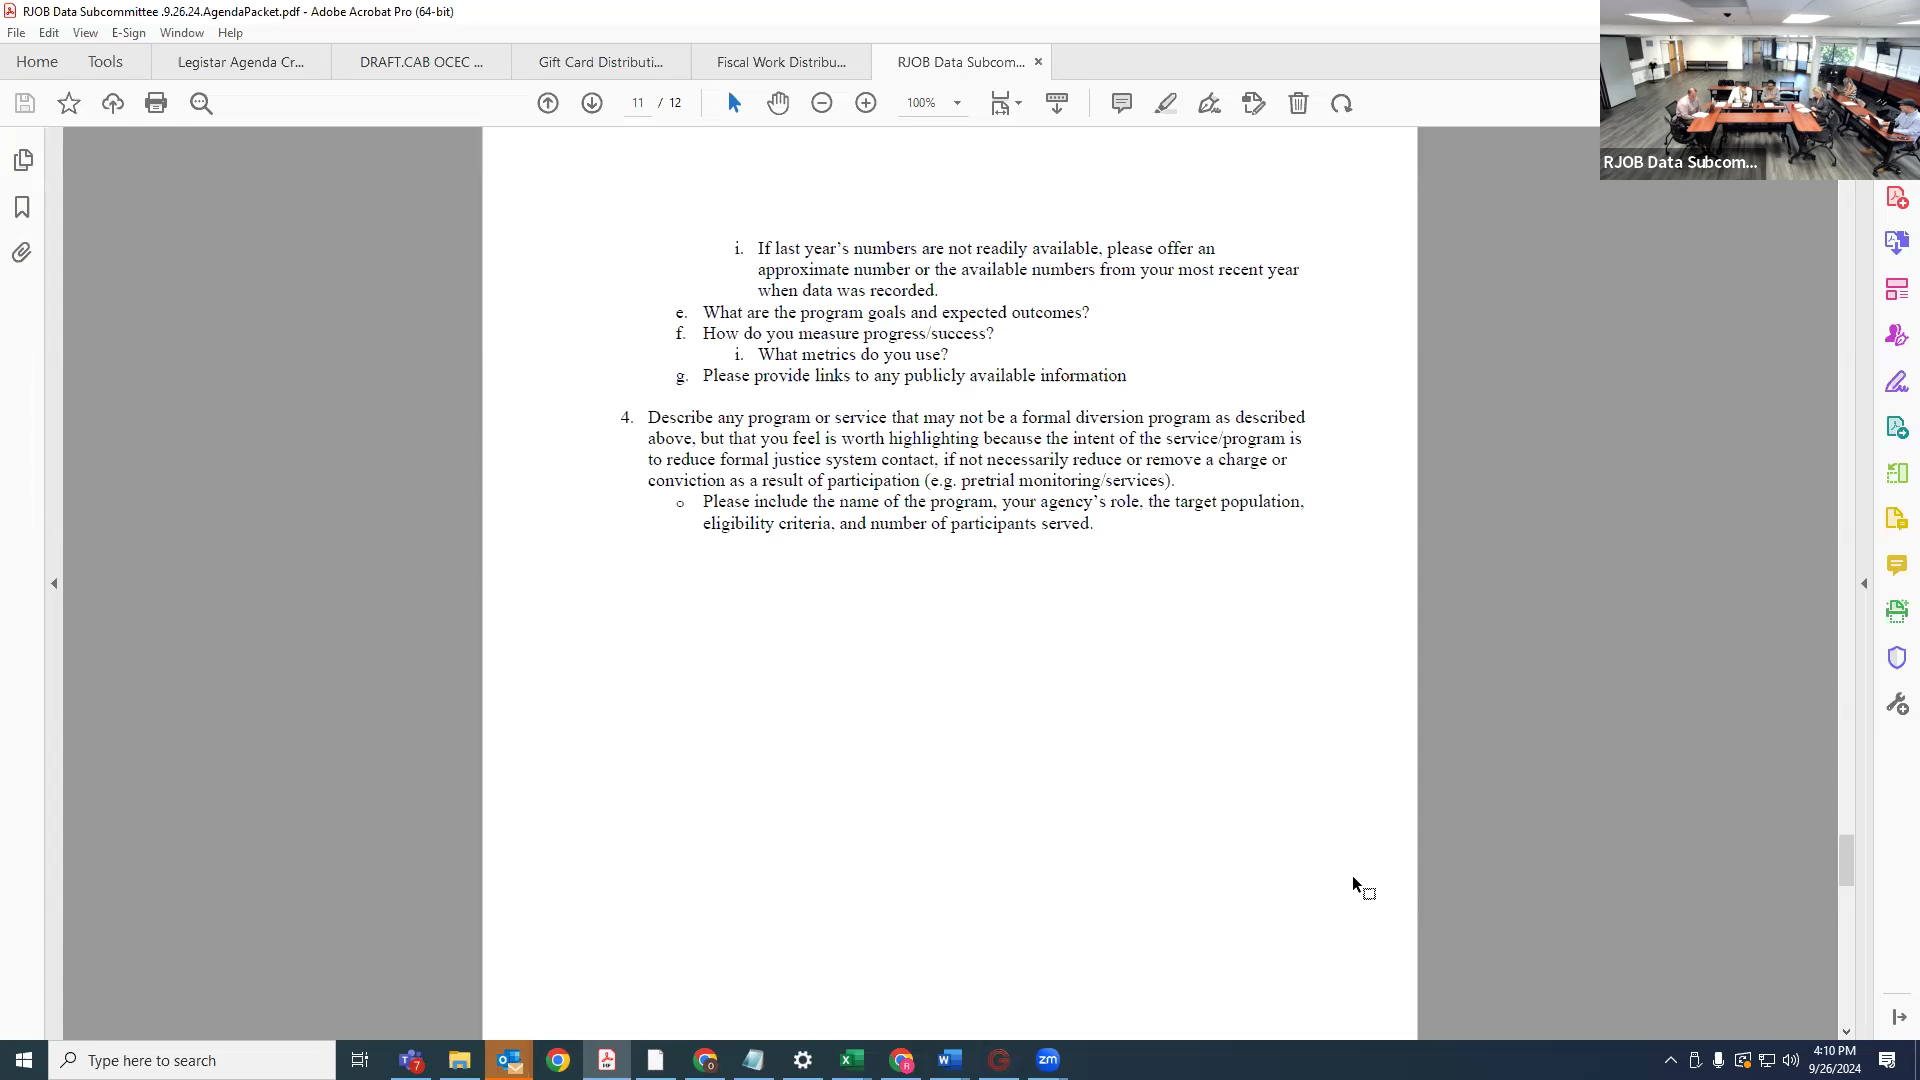 RJOB Data Subcommittee .9.26.24.AgendaPacket.pdf - Adobe Acrobat Pro (64-bit)
File Edit View E-Sign Window Help
Home Tools Legistar Agenda Cr... DRAFT.CAB OCEC ... Gift Card Distributi... Fiscal Work Distribu... RJOB Data Subcom... ×
11 / 12 100%
RJOB Data Subcom...
i. If last year’s numbers are not readily available, please offer an
approximate number or the available numbers from your most recent year
when data was recorded.
e. What are the program goals and expected outcomes?
f. How do you measure progress/success?
i. What metrics do you use?
g. Please provide links to any publicly available information
4. Describe any program or service that may not be a formal diversion program as described
above, but that you feel is worth highlighting because the intent of the service/program is
to reduce formal justice system contact, if not necessarily reduce or remove a charge or
conviction as a result of participation (e.g. pretrial monitoring/services).
o Please include the name of the program, your agency’s role, the target population,
eligibility criteria, and number of participants served.
Type here to search
7
zm
4:10 PM
9/26/2024